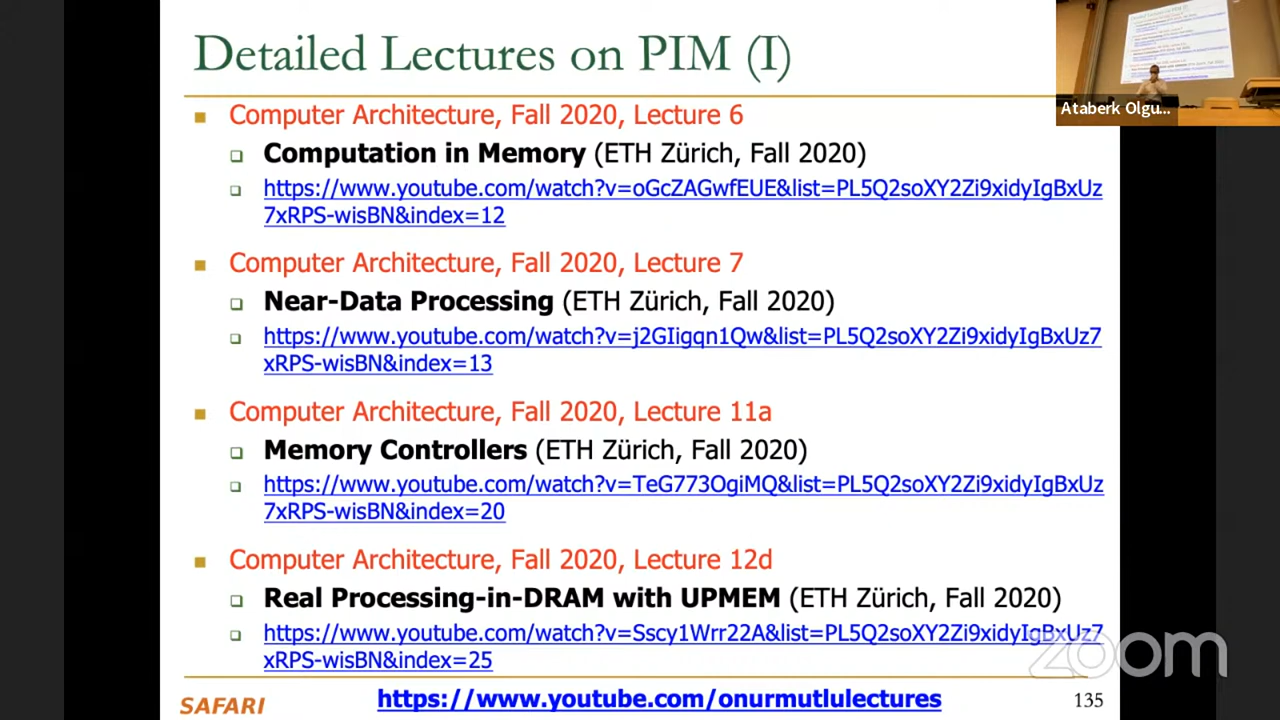 Detailed Lectures on PIM (I)
Computer Architecture, Fall 2020, Lecture 6
Computation in Memory (ETH Zürich, Fall 2020)
https://www.youtube.com/watch?v=oGcZAGwfEUE&list=PL5Q2soXY2Zi9xidyIgBxUz
7xRPS-wisBN&index=12
Computer Architecture, Fall 2020, Lecture 7
Near-Data Processing (ETH Zürich, Fall 2020)
https://www.youtube.com/watch?v=j2GIigqn1Qw&list=PL5Q2soXY2Zi9xidyIgBxUz7
xRPS-wisBN&index=13
Computer Architecture, Fall 2020, Lecture 11a
Memory Controllers (ETH Zürich, Fall 2020)
https://www.youtube.com/watch?v=TeG773OgiMQ&list=PL5Q2soXY2Zi9xidyIgBxUz
7xRPS-wisBN&index=20
Computer Architecture, Fall 2020, Lecture 12d
Real Processing-in-DRAM with UPMEM (ETH Zürich, Fall 2020)
https://www.youtube.com/watch?v=Sscy1Wrr22A&list=PL5Q2soXY2Zi9xidyIgBxUz7
xRPS-wisBN&index=25
SAFARI
https://www.youtube.com/onurmutlulectures
135
Ataberk Olgu...
zoom